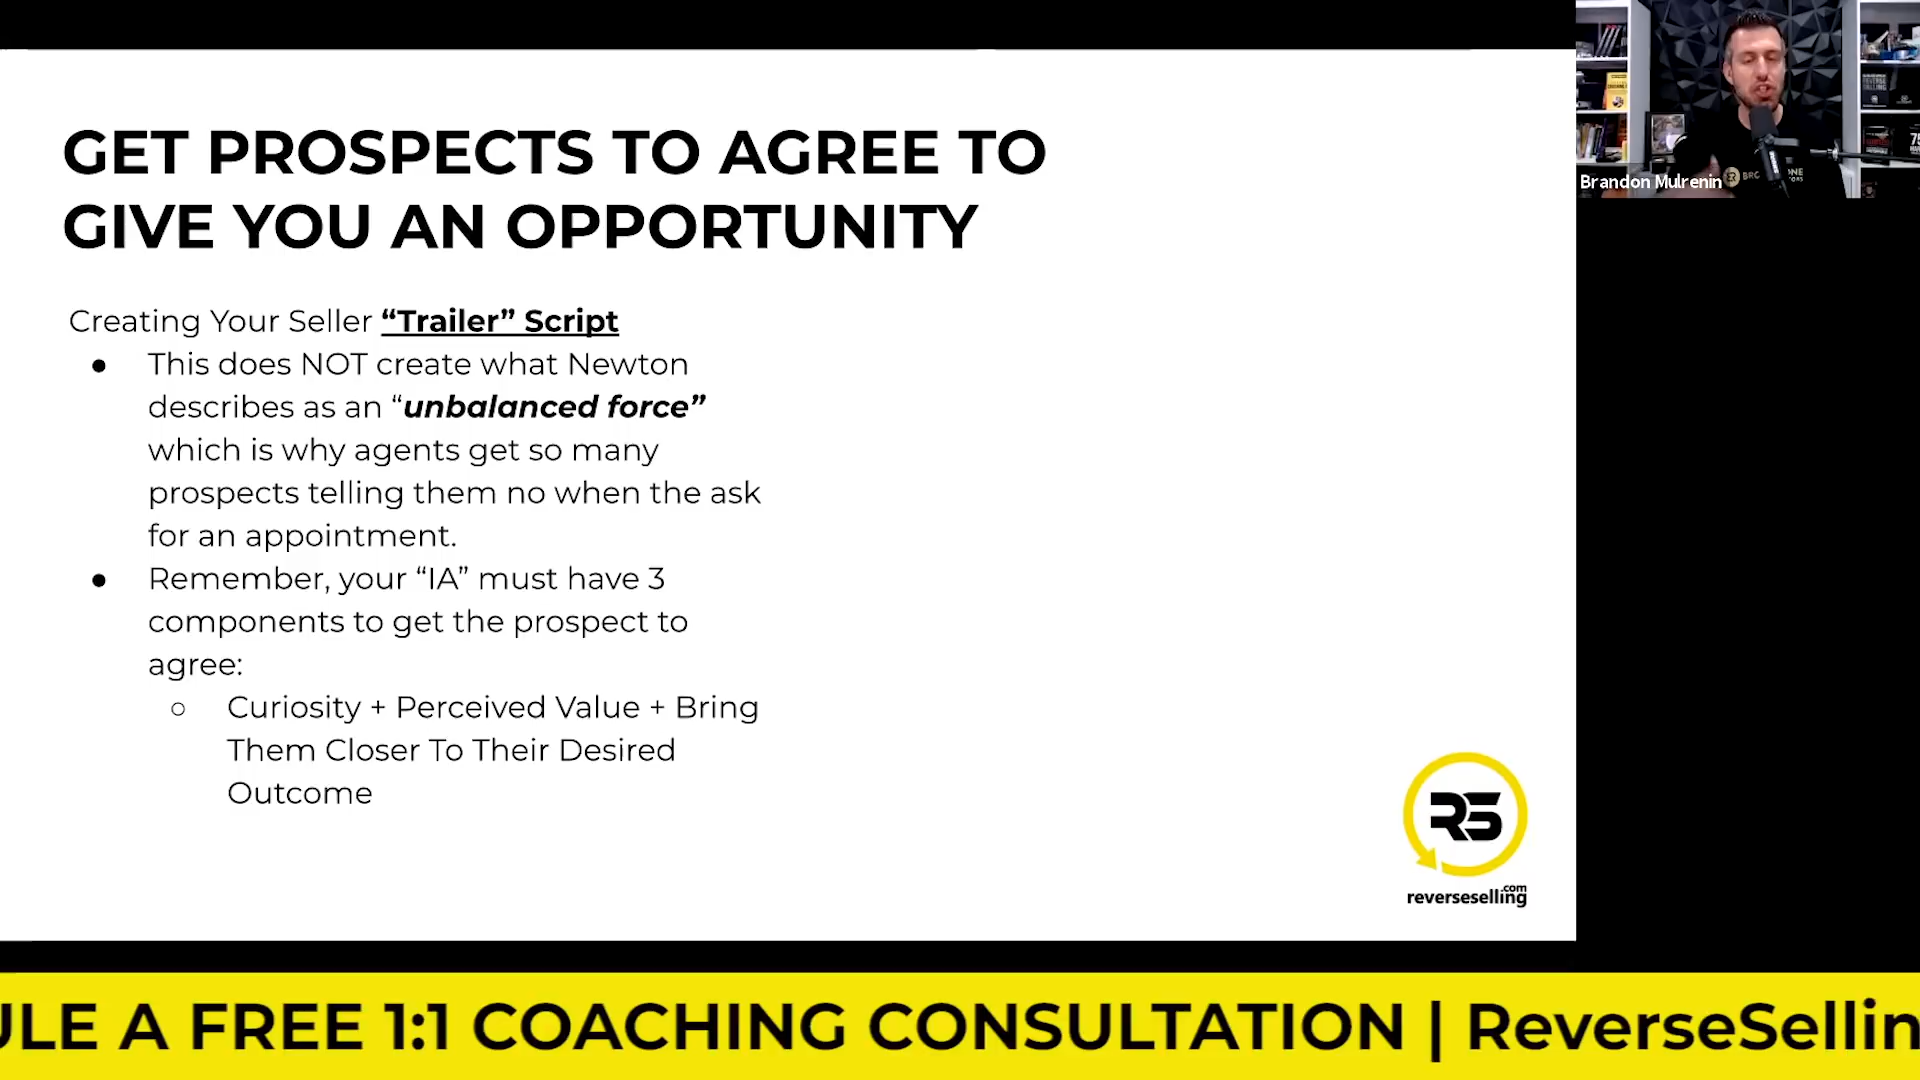 GET PROSPECTS TO AGREE TO
GIVE YOU AN OPPORTUNITY
Creating Your Seller “Trailer” Script
● This does NOT create what Newton
describes as an “unbalanced force”
which is why agents get so many
prospects telling them no when the ask
for an appointment.
● Remember, your “IA” must have 3
components to get the prospect to
agree:
○ Curiosity + Perceived Value + Bring
Them Closer To Their Desired
Outcome
Brandon Mulrenin
RS
reverseselling.com
ULE A FREE 1:1 COACHING CONSULTATION | ReverseSellin